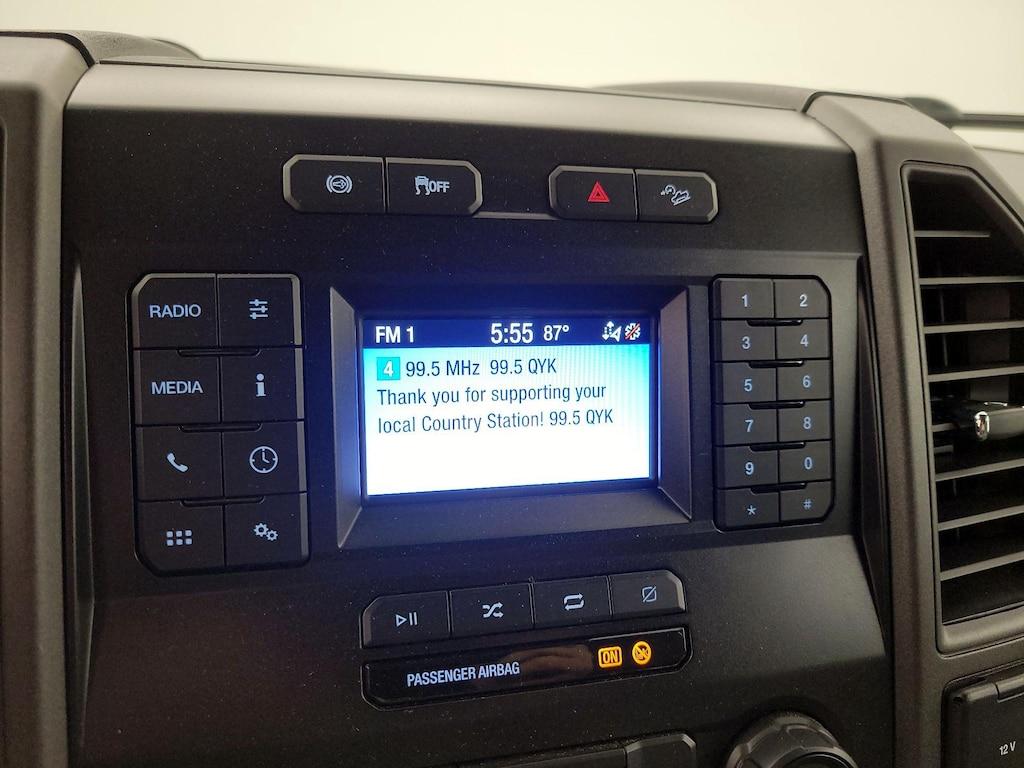 OFF
RADIO
MEDIA
FM 1 5:55 87°
4 99.5 MHz 99.5 QYK
Thank you for supporting your
local Country Station! 99.5 QYK
1 2
3 4
5 6
7 8
9 0
* #
PASSENGER AIRBAG ON
12 V